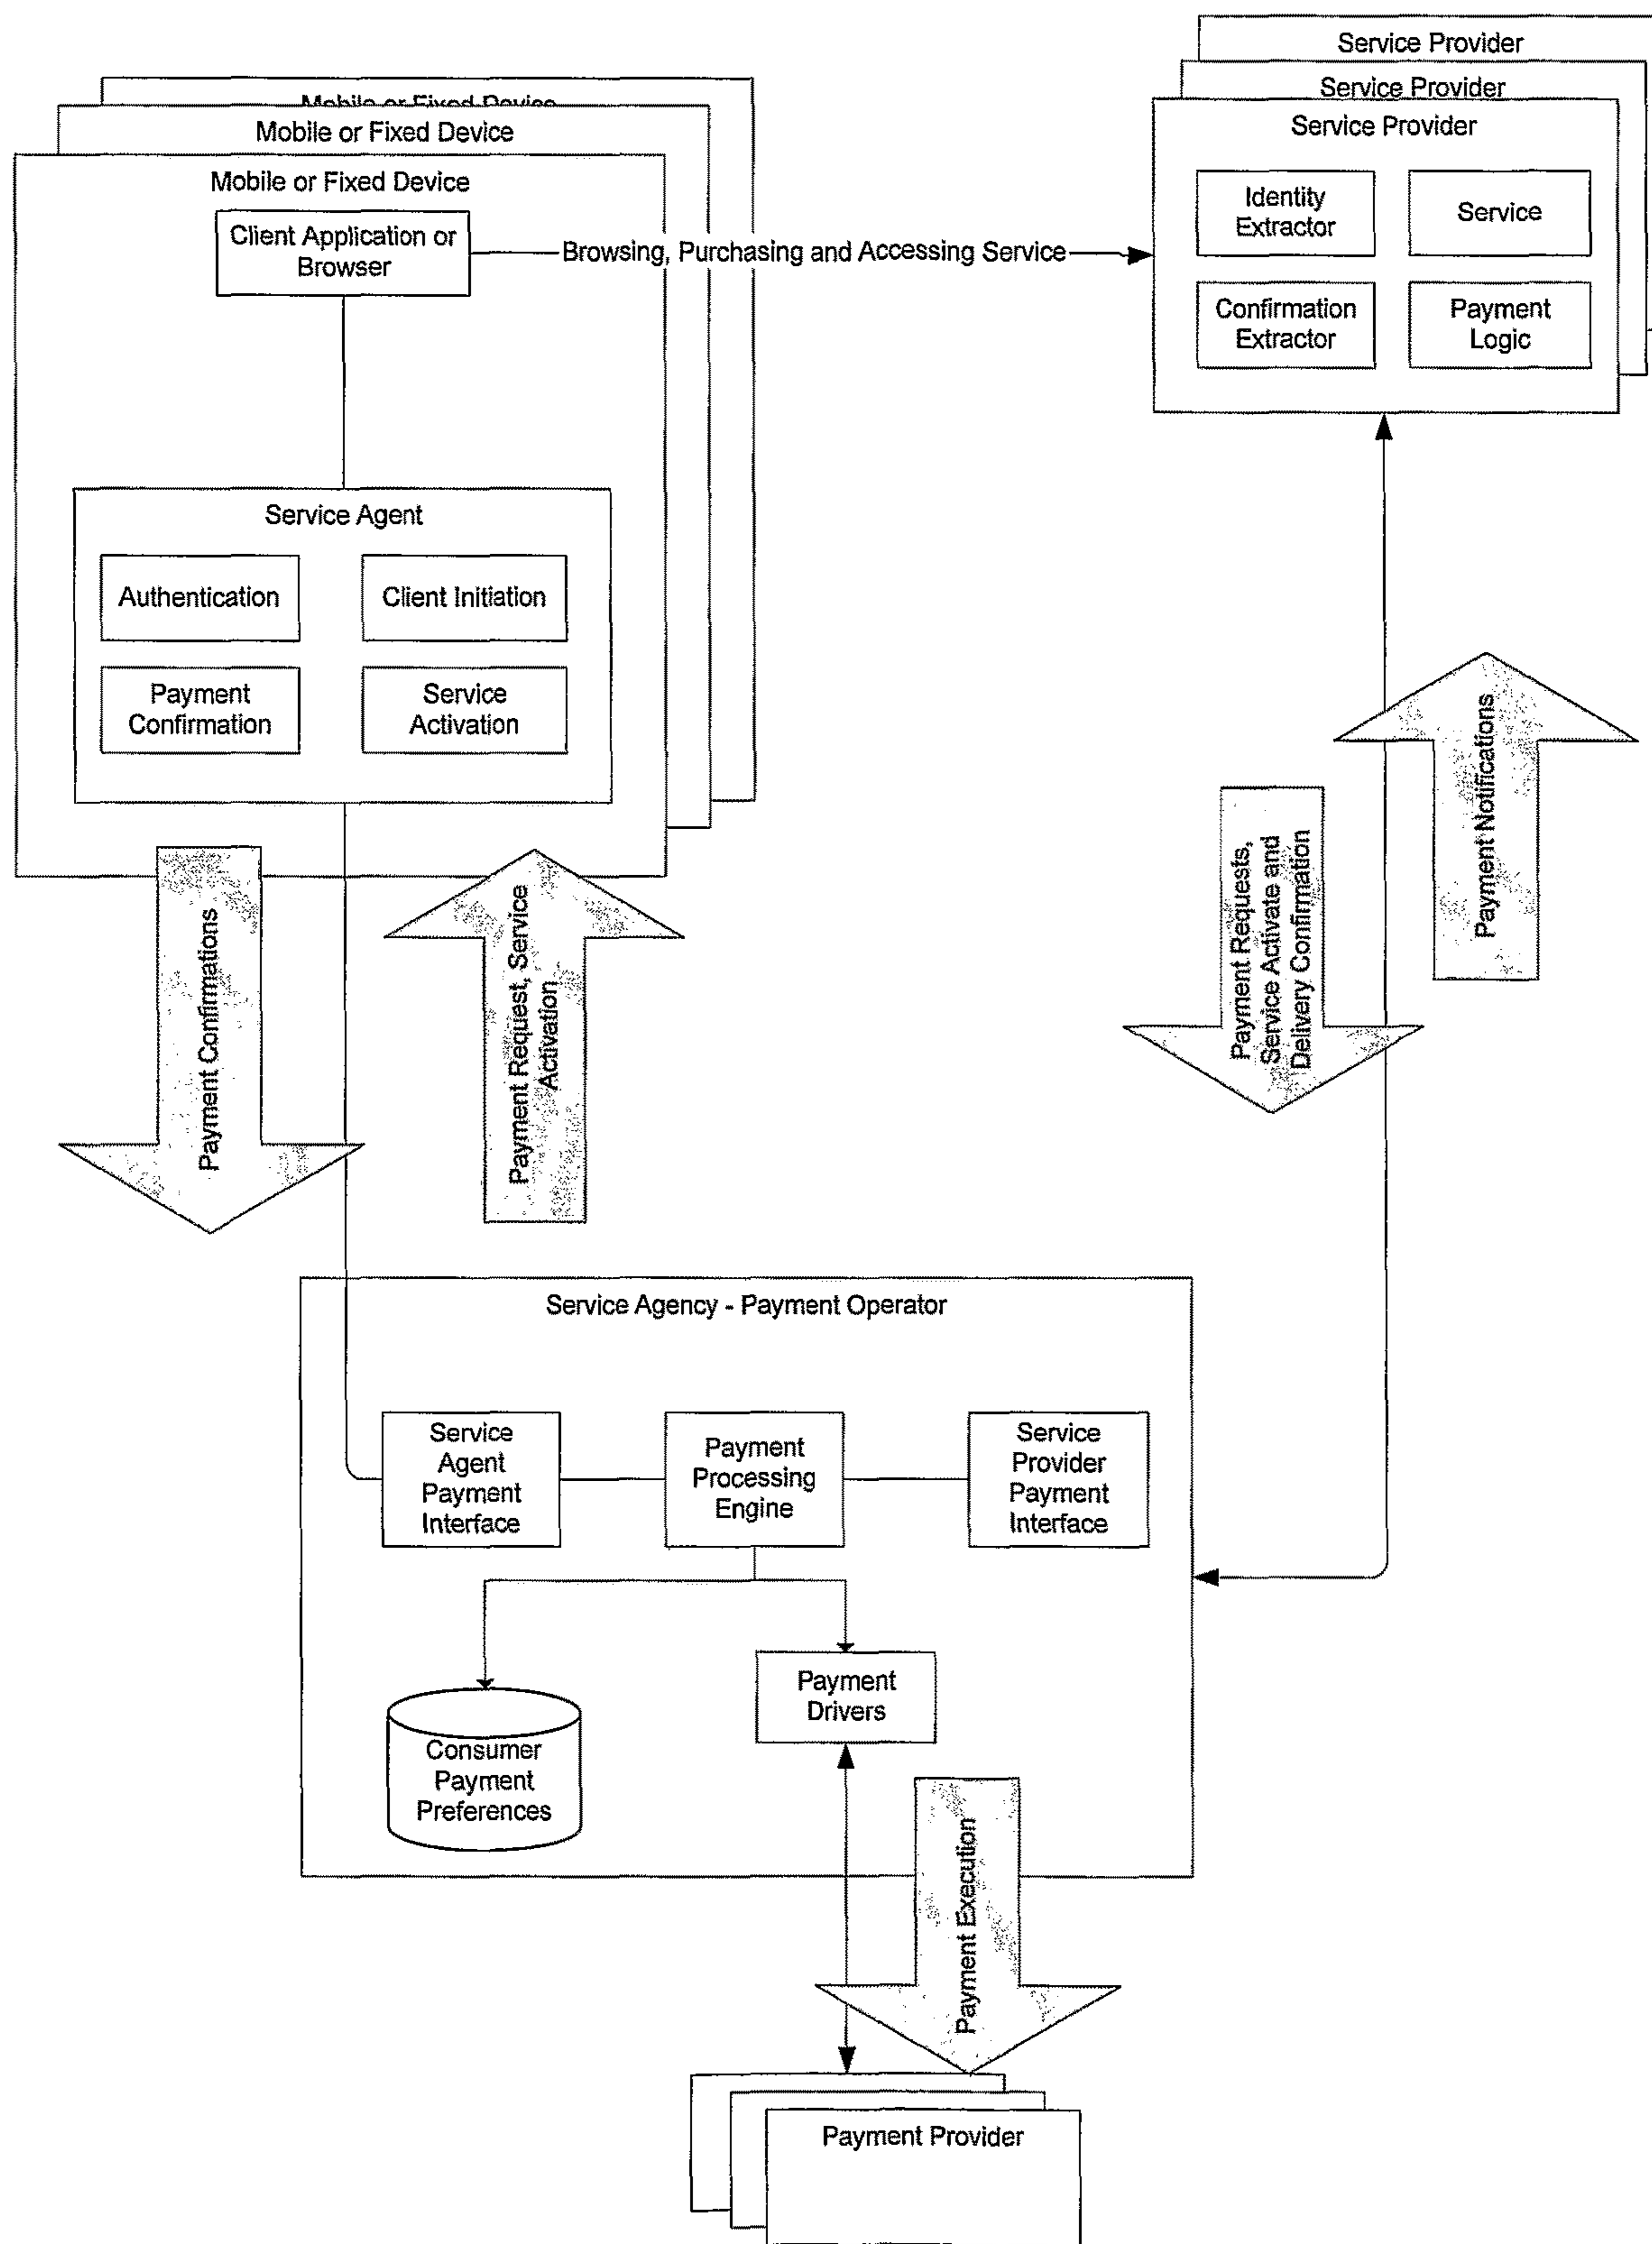 Service Provider
Service Provider
Service Provider
Identity
Extractor
Service
Confirmation
Extractor
Payment
Logic
Mobile or Fixed Device
Mobile or Fixed Device
Mobile or Fixed Device
Client Application or
Browser
Browsing, Purchasing and Accessing Service
Service Agent
Authentication
Client Initiation
Payment
Confirmation
Service
Activation
Payment Confirmations
Payment Request, Service
Activation
Payment Requests,
Service Activate and
Delivery Confirmation
Payment Notifications
Service Agency - Payment Operator
Service
Agent
Payment
Interface
Payment
Processing
Engine
Service
Provider
Payment
Interface
Payment
Drivers
Consumer
Payment
Preferences
Payment Execution
Payment Provider